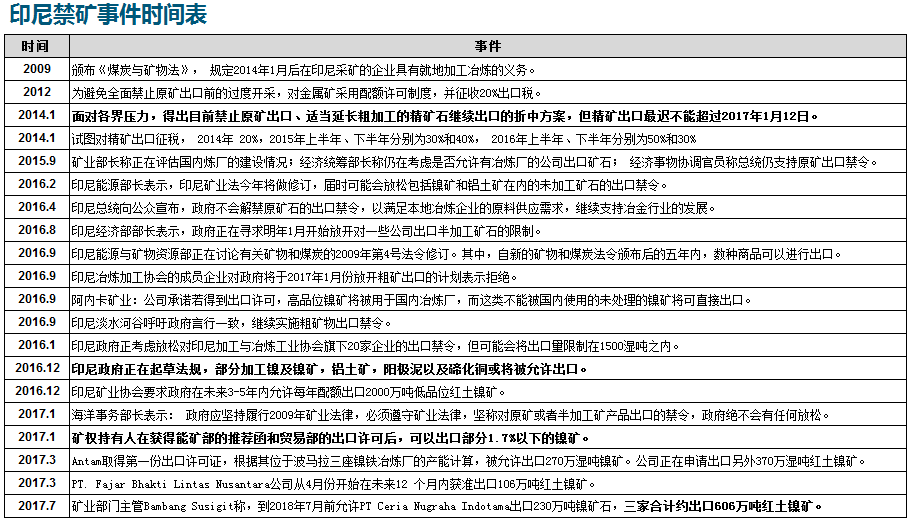 印尼禁矿事件时间表
时间 事件
2009 颁布《煤炭与矿物法》， 规定2014年1月后在印尼采矿的企业具有就地加工冶炼的义务。
2012 为避免全面禁止原矿出口前的过度开采，对金属矿采用配额许可制度，并征收20%出口税。
2014.1 面对各界压力，得出目前禁止原矿出口、适当延长粗加工的精矿石继续出口的折中方案，但精矿出口最迟不能超过2017年1月12日。
2014.1 试图对精矿出口征税， 2014年 20%，2015年上半年、下半年分别为30%和40%， 2016年上半年、下半年分别为50%和30%
2015.9 矿业部长称正在评估国内炼厂的建设情况；经济统筹部长称仍在考虑是否允许有冶炼厂的公司出口矿石； 经济事物协调官员称总统仍支持原矿出口禁令。
2016.2 印尼能源部长表示，印尼矿业法今年将做修订，届时可能会放松包括镍矿和铝土矿在内的未加工矿石的出口禁令。
2016.4 印尼总统向公众宣布，政府不会解禁原矿石的出口禁令，以满足本地冶炼企业的原料供应需求，继续支持冶金行业的发展。
2016.8 印尼经济部部长表示，政府正在寻求明年1月开始放开对一些公司出口半加工矿石的限制。
2016.9 印尼能源与矿物资源部正在讨论有关矿物和煤炭的2009年第4号法令修订。其中，自新的矿物和煤炭法令颁布后的五年内，数种商品可以进行出口。
2016.9 印尼冶炼加工协会的成员企业对政府将于2017年1月份放开粗矿出口的计划表示拒绝。
2016.9 阿内卡矿业：公司承诺若得到出口许可，高品位镍矿将被用于国内冶炼厂，而这类不能被国内使用的未处理的镍矿将可直接出口。
2016.9 印尼淡水河谷呼吁政府言行一致，继续实施粗矿物出口禁令。
2016.1 印尼政府正考虑放松对印尼加工与冶炼工业协会旗下20家企业的出口禁令，但可能会将出口量限制在1500湿吨之内。
2016.12 印尼政府正在起草法规，部分加工镍及镍矿，铝土矿，阳极泥以及碲化铜或将被允许出口。
2016.12 印尼矿业协会要求政府在未来3-5年内允许每年配额出口2000万吨低品位红土镍矿。
2017.1 海洋事务部长表示： 政府应坚持履行2009年矿业法律，必须遵守矿业法律，坚称对原矿或者半加工矿产品出口的禁令，政府绝不会有任何放松。
2017.1 矿权持有人在获得能矿部的推荐函和贸易部的出口许可后，可以出口部分1.7%以下的镍矿。
2017.3 Antam取得第一份出口许可证，根据其位于波马拉三座镍铁冶炼厂的产能计算，被允许出口270万湿吨镍矿。公司正在申请出口另外370万湿吨红土镍矿。
2017.3 PT. Fajar Bhakti Lintas Nusantara公司从4月份开始在未来12 个月内获准出口106万吨红土镍矿。
2017.7 矿业部门主管Bambang Susigit称，到2018年7月前允许PT Ceria Nugraha Indotama出口230万吨镍矿石，三家合计约出口606万吨红土镍矿。